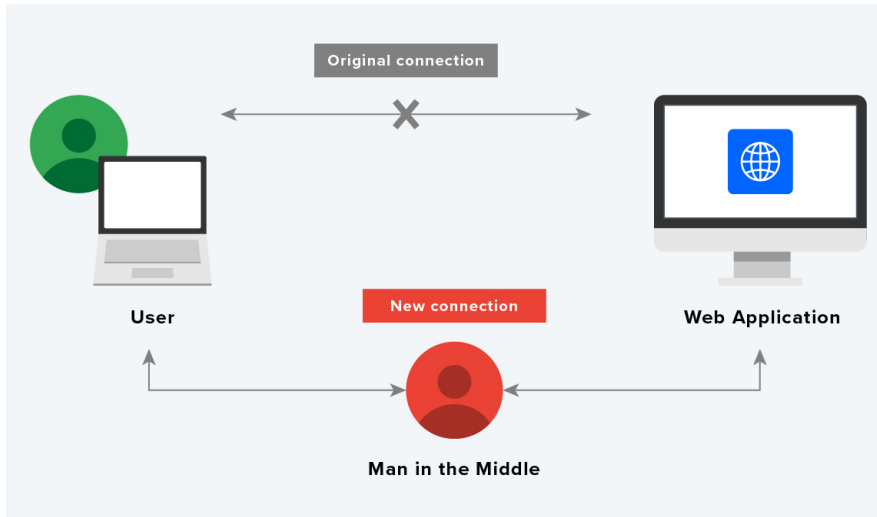 Original connection
User
New connection
Web Application
Man in the Middle